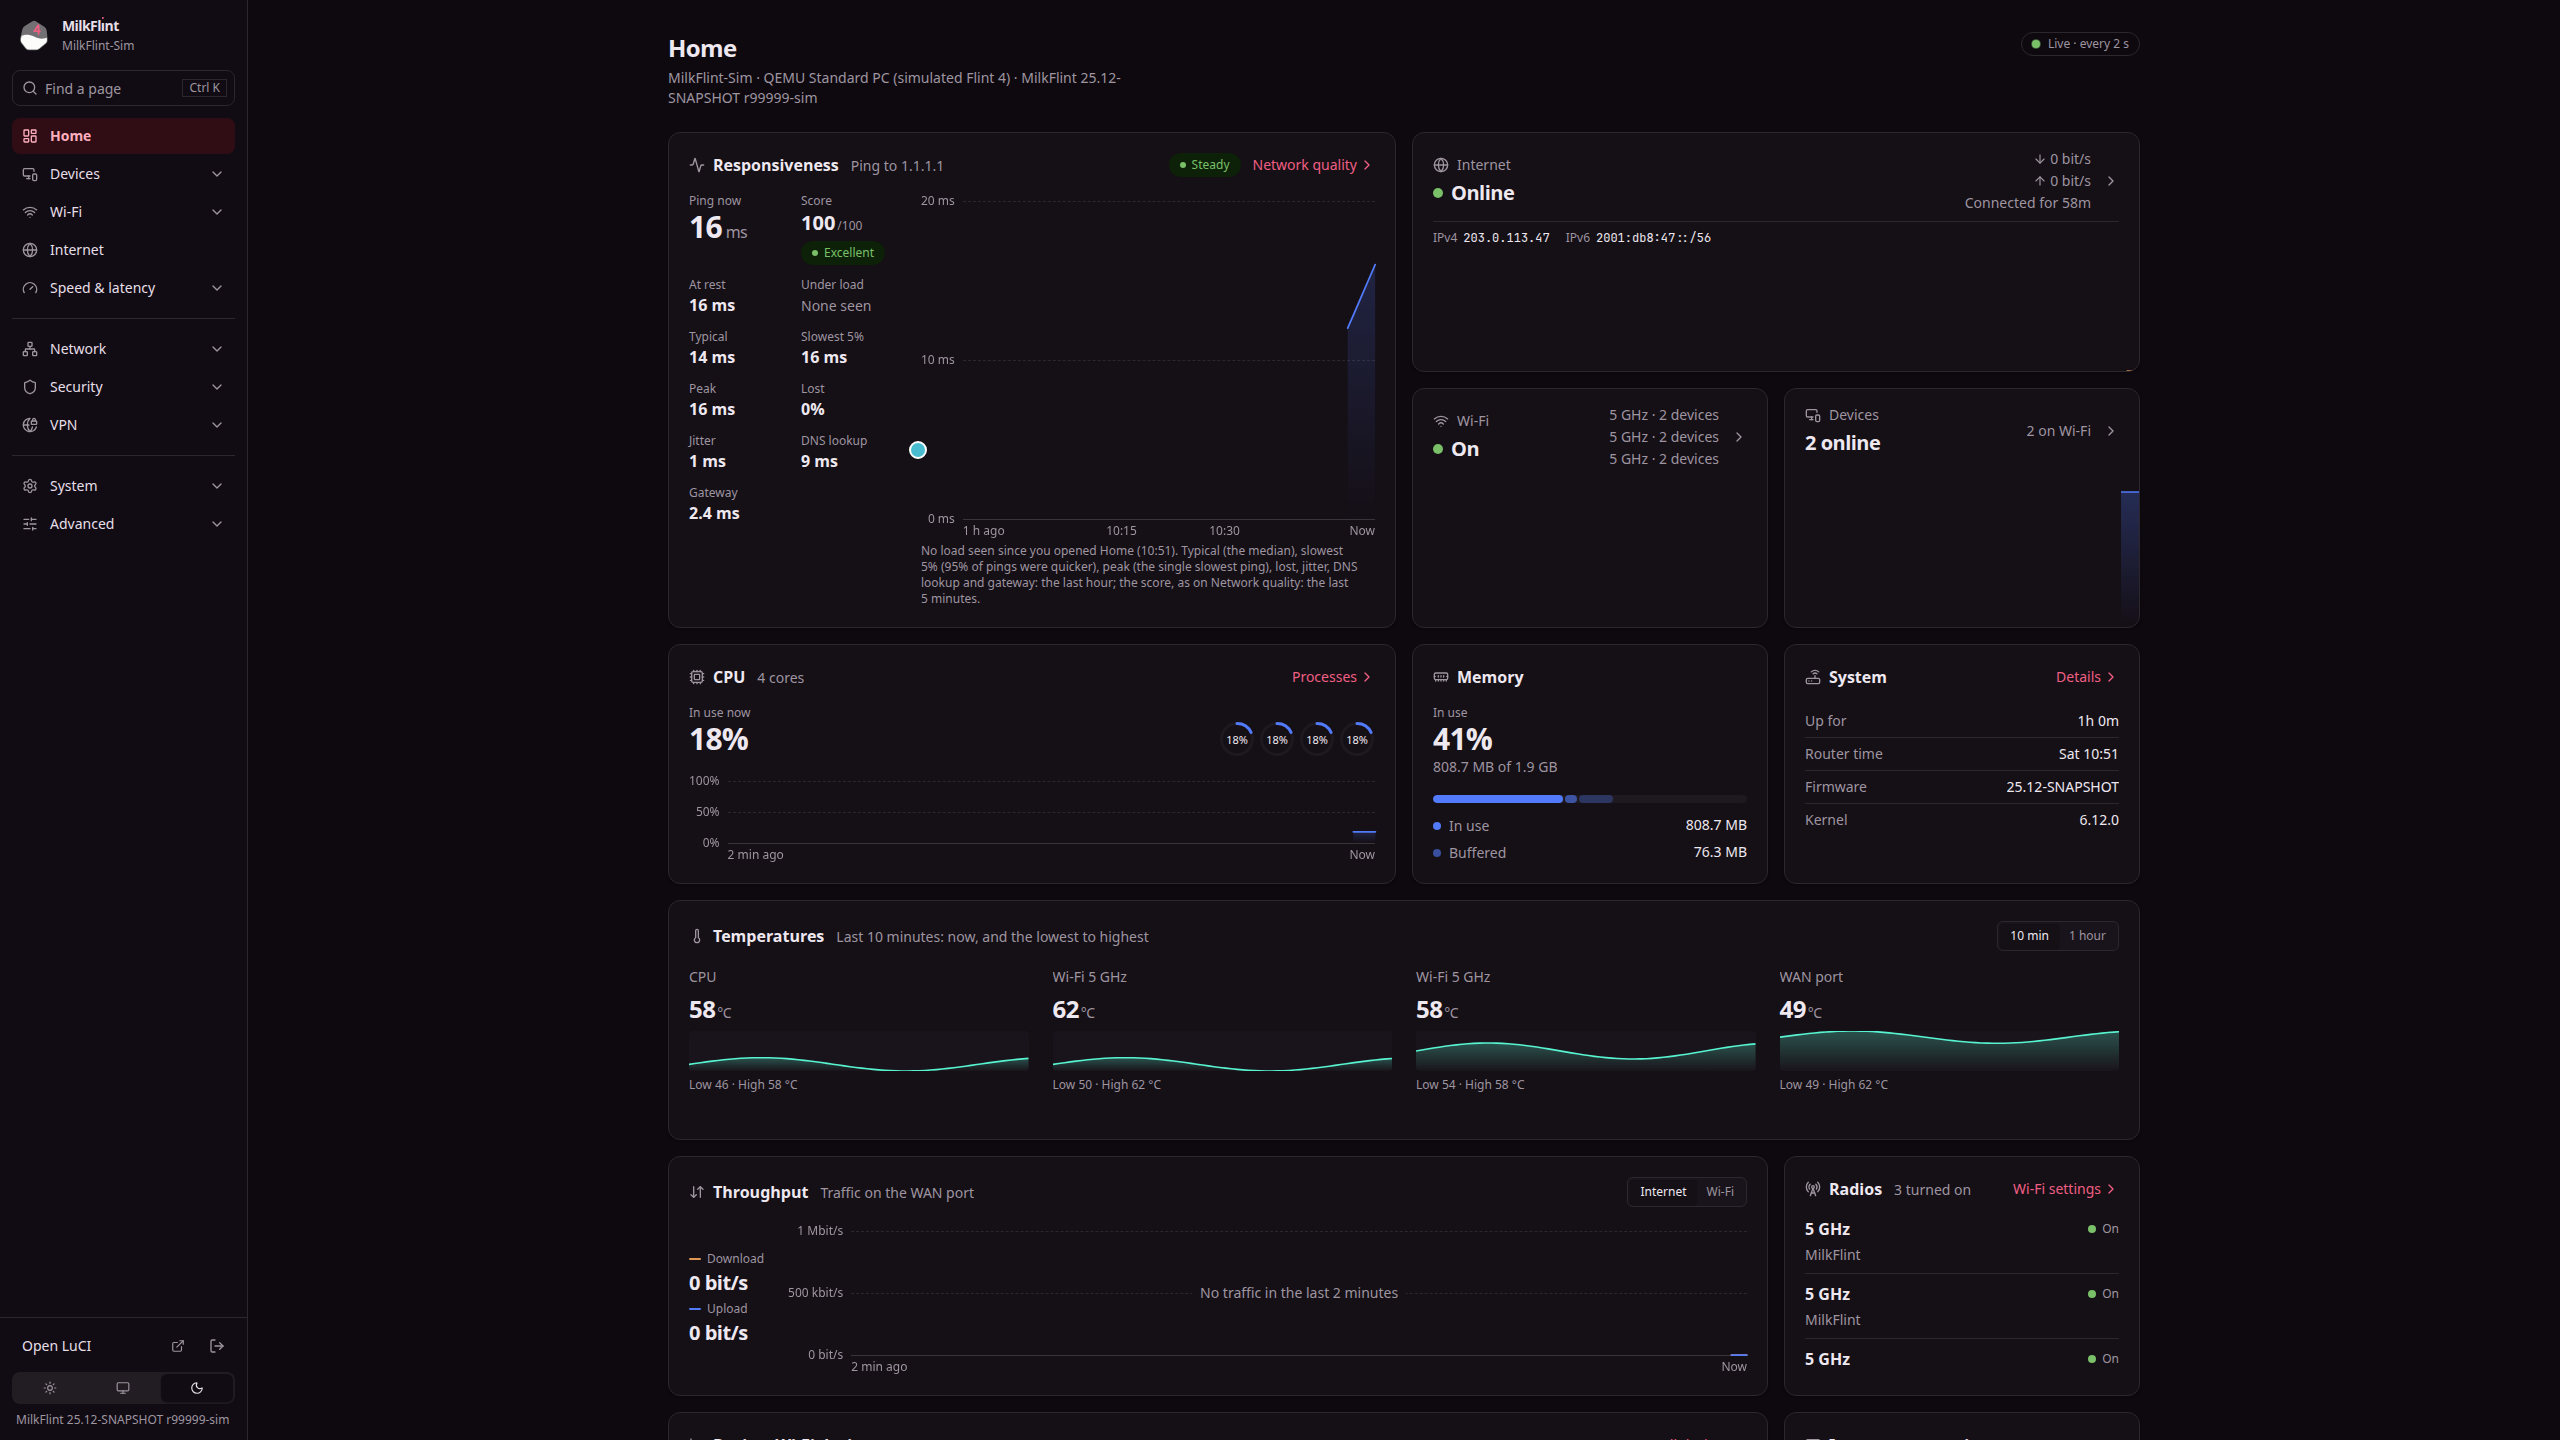 MilkFlint
MilkFlint-Sim
Find a page
Ctrl K
Home
Devices
Wi-Fi
Internet
Speed & latency
Network
Security
VPN
System
Advanced
Open LuCI
MilkFlint 25.12-SNAPSHOT r99999-sim
Home
MilkFlint-Sim · QEMU Standard PC (simulated Flint 4) · MilkFlint 25.12-
SNAPSHOT r99999-sim
Live · every 2 s
Responsiveness Ping to 1.1.1.1
Steady
Network quality
Ping now
16 ms
Score
100 /100
Excellent
At rest
16 ms
Under load
None seen
Typical
14 ms
Slowest 5%
16 ms
Peak
16 ms
Lost
0%
Jitter
1 ms
DNS lookup
9 ms
Gateway
2.4 ms
20 ms
10 ms
0 ms
1 h ago
10:15
10:30
Now
No load seen since you opened Home (10:51). Typical (the median), slowest
5% (95% of pings were quicker), peak (the single slowest ping), lost, jitter, DNS
lookup and gateway: the last hour; the score, as on Network quality: the last
5 minutes.
Internet
Online
↓ 0 bit/s
↑ 0 bit/s
Connected for 58m
IPv4 203.0.113.47 IPv6 2001:db8:47::/56
Wi-Fi
On
5 GHz · 2 devices
5 GHz · 2 devices
5 GHz · 2 devices
Devices
2 online
2 on Wi-Fi
CPU 4 cores
Processes
In use now
18%
18% 18% 18% 18%
100%
50%
0%
2 min ago
Now
Memory
In use
41%
808.7 MB of 1.9 GB
In use 808.7 MB
Buffered 76.3 MB
System
Details
Up for 1h 0m
Router time Sat 10:51
Firmware 25.12-SNAPSHOT
Kernel 6.12.0
Temperatures Last 10 minutes: now, and the lowest to highest
10 min 1 hour
CPU
58 °C
Low 46 · High 58 °C
Wi-Fi 5 GHz
62 °C
Low 50 · High 62 °C
Wi-Fi 5 GHz
58 °C
Low 54 · High 58 °C
WAN port
49 °C
Low 49 · High 62 °C
Throughput Traffic on the WAN port
Internet Wi-Fi
Download
0 bit/s
Upload
0 bit/s
1 Mbit/s
500 kbit/s
0 bit/s
No traffic in the last 2 minutes
2 min ago
Now
Radios 3 turned on
Wi-Fi settings
5 GHz On
MilkFlint
5 GHz On
MilkFlint
5 GHz On